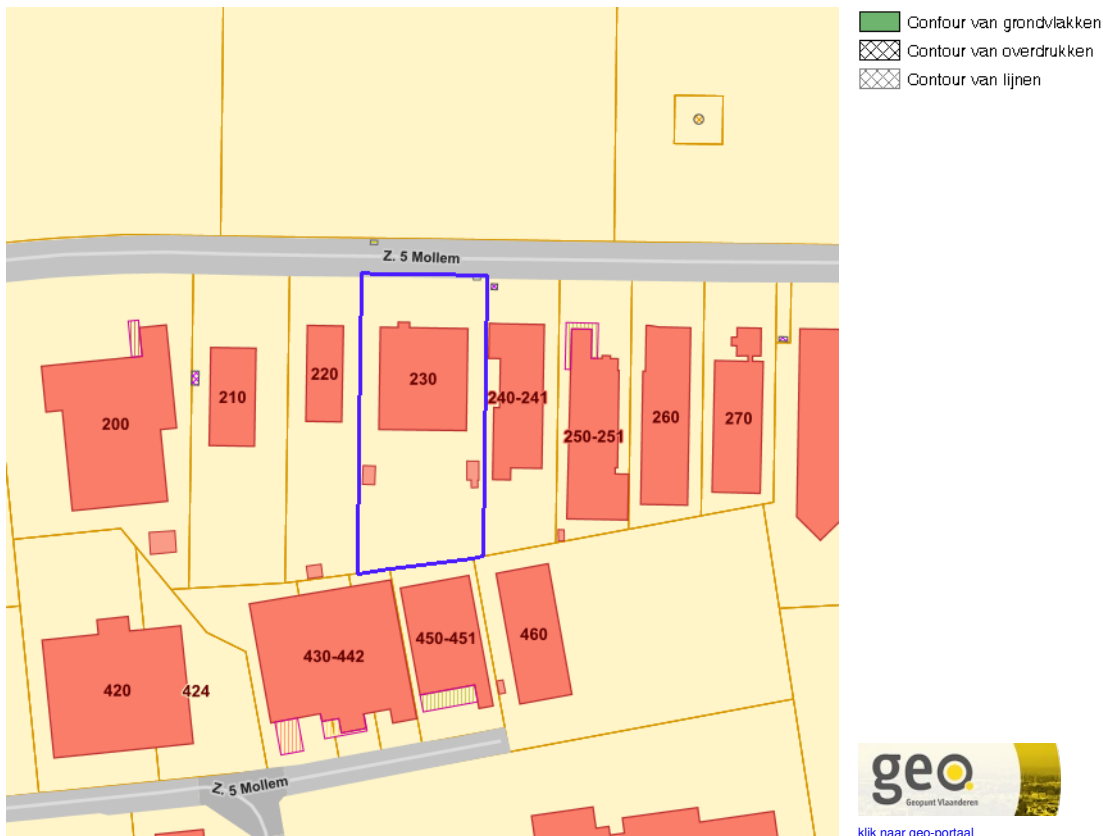 Contour van grondvlakken
Contour van overdrukken
Contour van lijnen
Z. 5 Mollem
200
210
220
230
240-241
250-251
260
270
420
424
430-442
450-451
460
Z. 5 Mollem
geo
Geopunt Vlaanderen
klik naar geo-portaal